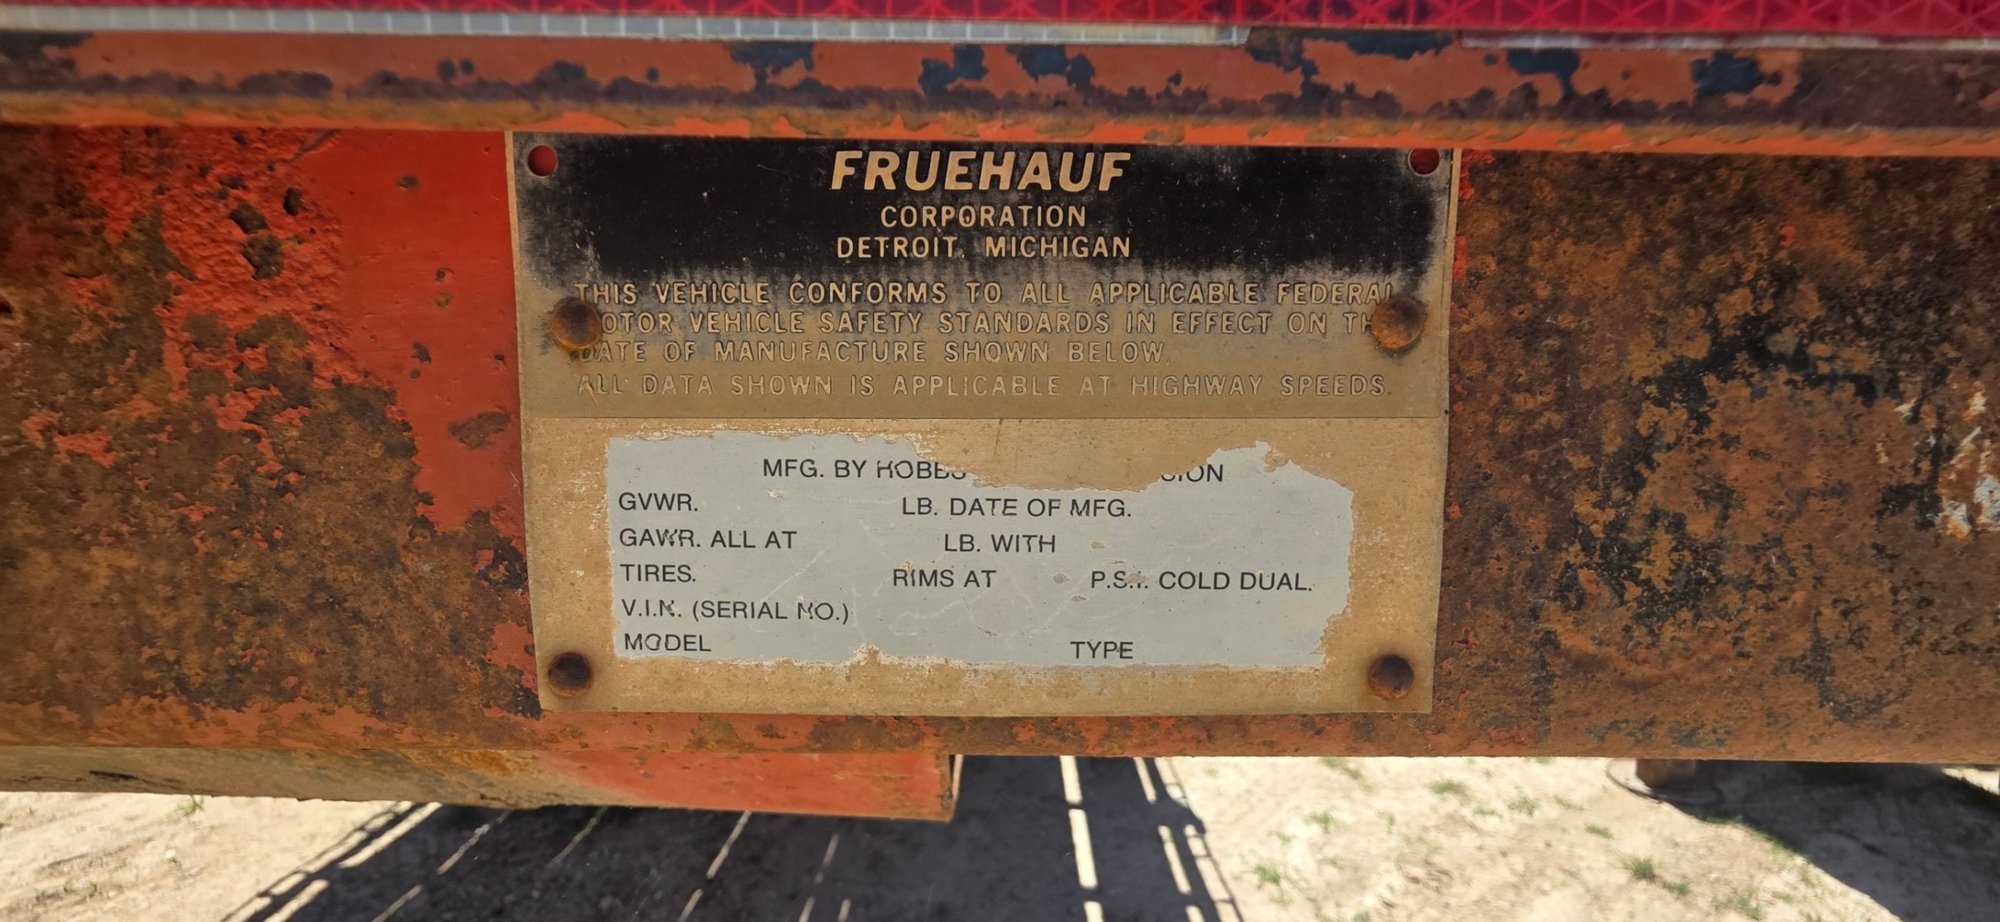 FRUEHAUF
CORPORATION
DETROIT, MICHIGAN
THIS VEHICLE CONFORMS TO ALL APPLICABLE FEDERAL
MOTOR VEHICLE SAFETY STANDARDS IN EFFECT ON THE
DATE OF MANUFACTURE SHOWN BELOW.
ALL DATA SHOWN IS APPLICABLE AT HIGHWAY SPEEDS.
MFG. BY HOBBS
GVWR. LB. DATE OF MFG.
GAWR. ALL AT LB. WITH
TIRES. RIMS AT P.S.I. COLD DUAL.
V.I.N. (SERIAL NO.)
MODEL TYPE